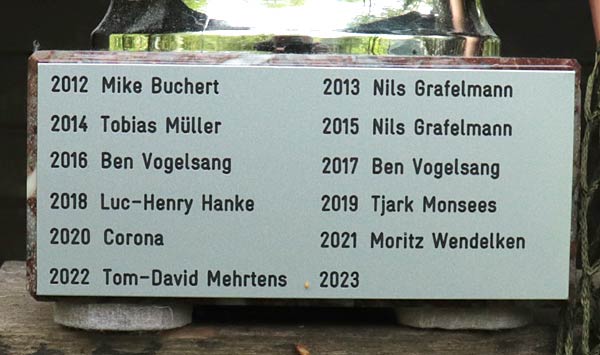 2012 Mike Buchert 2013 Nils Grafelmann
2014 Tobias Müller 2015 Nils Grafelmann
2016 Ben Vogelsang 2017 Ben Vogelsang
2018 Luc-Henry Hanke 2019 Tjark Monsees
2020 Corona 2021 Moritz Wendelken
2022 Tom-David Mehrtens 2023